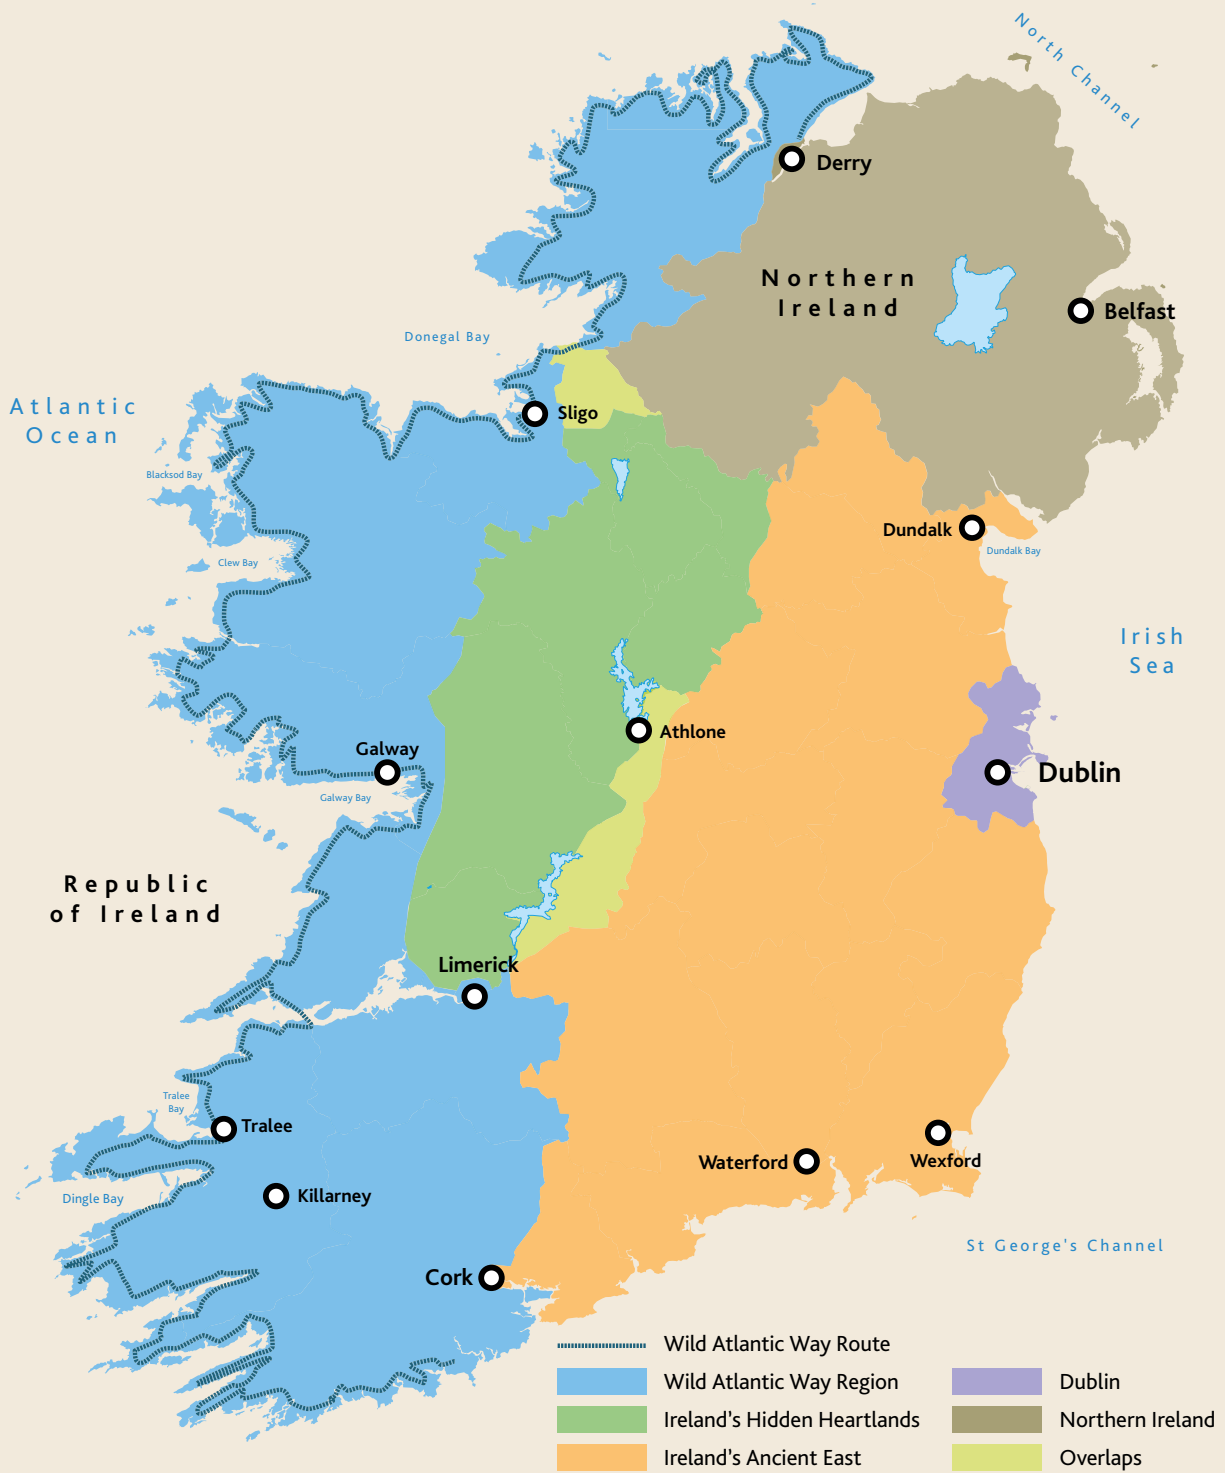 North Channel
Derry
Northern
Ireland
Belfast
Donegal Bay
Atlantic
Ocean
Sligo
Blacksod Bay
Dundalk
Dundalk Bay
Clew Bay
Irish
Sea
Athlone
Galway
Dublin
Galway Bay
Republic
of Ireland
Limerick
Tralee
Bay
Tralee
Waterford
Wexford
Dingle Bay
Killarney
St George's Channel
Cork
Wild Atlantic Way Route
Wild Atlantic Way Region
Dublin
Ireland's Hidden Heartlands
Northern Ireland
Ireland's Ancient East
Overlaps